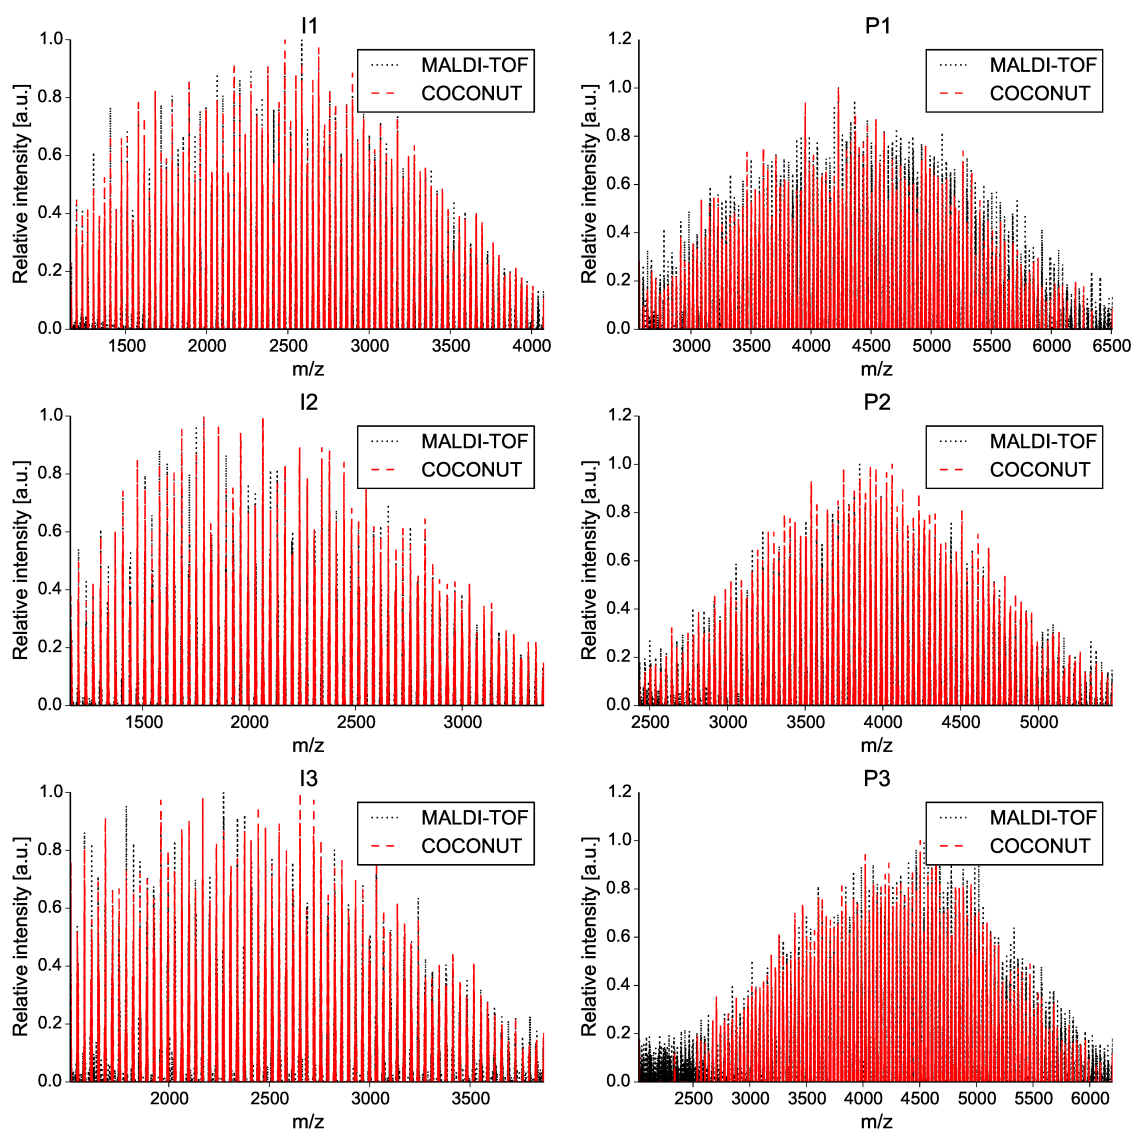 I1
Relative intensity [a.u.]
1.0
0.8
0.6
0.4
0.2
0.0
MALDI-TOF
COCONUT
1500 2000 2500 3000 3500 4000
m/z
P1
Relative intensity [a.u.]
1.2
1.0
0.8
0.6
0.4
0.2
0.0
MALDI-TOF
COCONUT
3000 3500 4000 4500 5000 5500 6000 6500
m/z
I2
Relative intensity [a.u.]
1.0
0.8
0.6
0.4
0.2
0.0
MALDI-TOF
COCONUT
1500 2000 2500 3000
m/z
P2
Relative intensity [a.u.]
1.2
1.0
0.8
0.6
0.4
0.2
0.0
MALDI-TOF
COCONUT
2500 3000 3500 4000 4500 5000
m/z
I3
Relative intensity [a.u.]
1.0
0.8
0.6
0.4
0.2
0.0
MALDI-TOF
COCONUT
2000 2500 3000 3500
m/z
P3
Relative intensity [a.u.]
1.2
1.0
0.8
0.6
0.4
0.2
0.0
MALDI-TOF
COCONUT
2500 3000 3500 4000 4500 5000 5500 6000
m/z